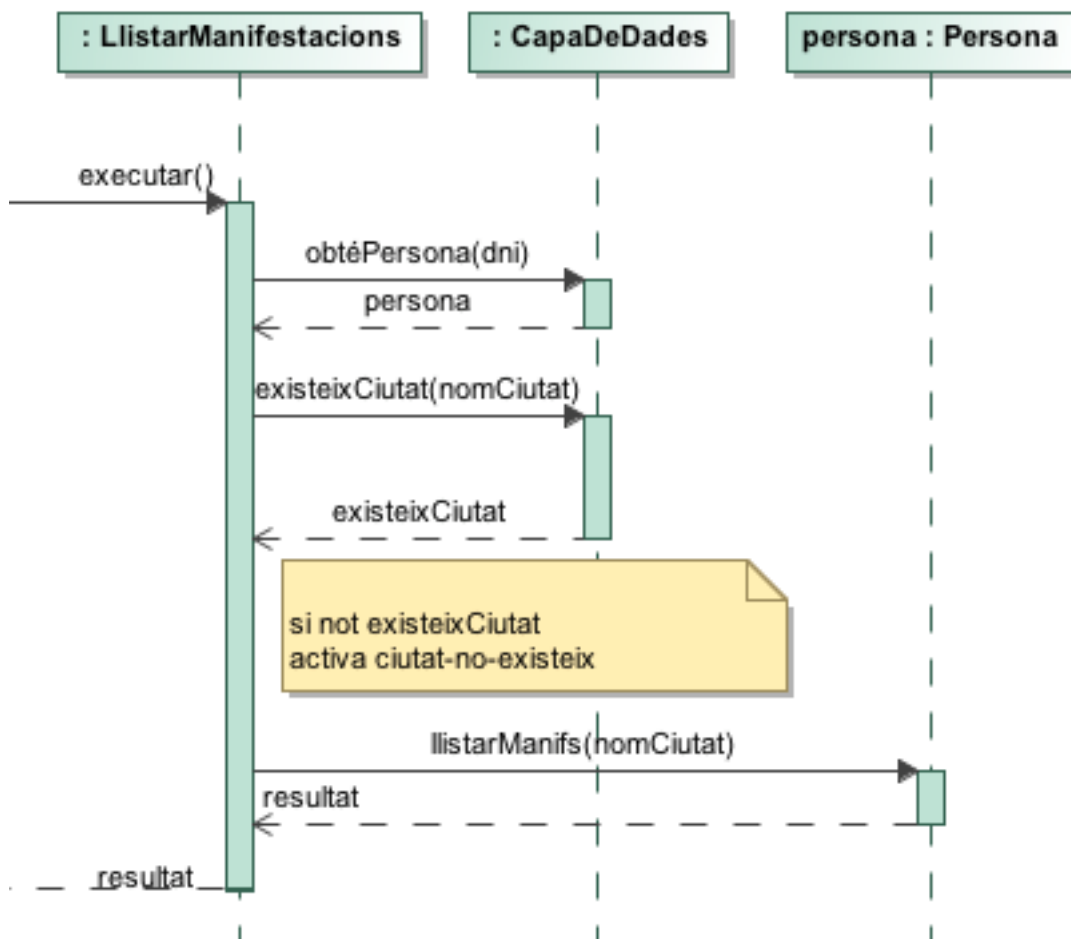 : LlistarManifestacions
: CapaDeDades
persona : Persona
executar()
obtéPersona(dni)
persona
existeixCiutat(nomCiutat)
existeixCiutat
si not existeixCiutat
activa ciutat-no-existeix
llistarManifs(nomCiutat)
resultat
resultat